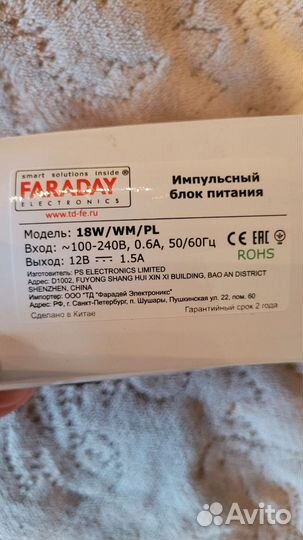 smart solutions inside ®
FARADAY
ELECTRONICS
www.td-fe.ru
Импульсный
блок питания
Модель: 18W/WM/PL
Вход: ~100-240В, 0.6А, 50/60Гц
Выход: 12В 1.5А
CE EAC
ROHS
Изготовитель: PS ELECTRONICS LIMITED
Адрес: D1002, FUYONG SHANG HUI XIN XI BUILDING, BAO AN DISTRICT
SHENZHEN, CHINA
Импортер: ООО "ТД "Фарадей Электроникс"
Адрес: РФ, г. Санкт-Петербург, п. Шушары, Пушкинская ул. 22, пом. 60
Сделано в Китае
Гарантийный срок 2 года
Avito